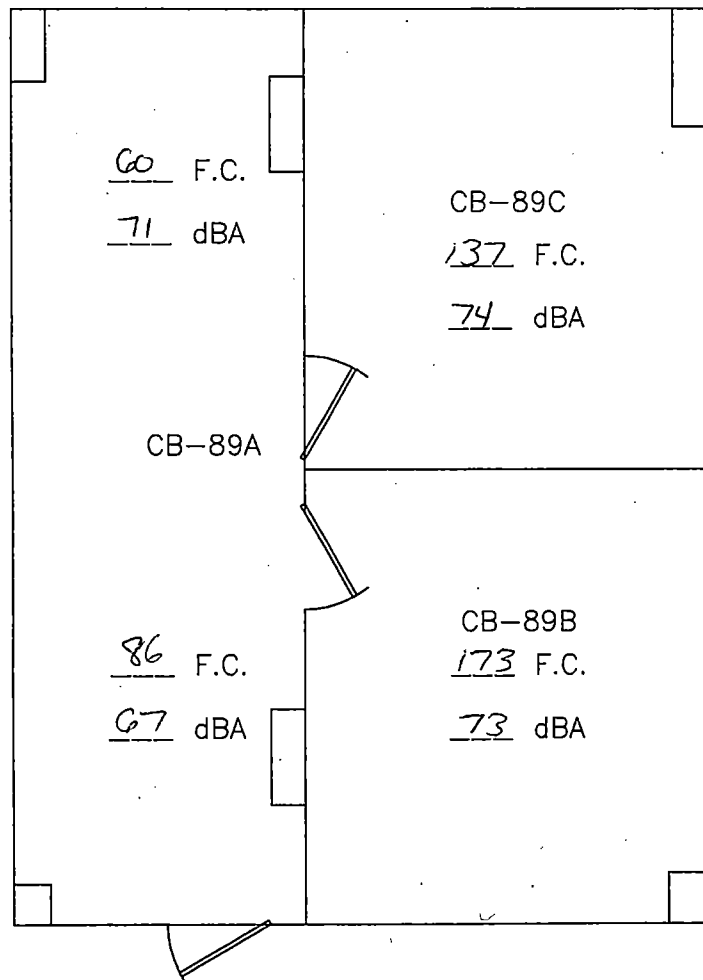 60 F.C.
71 dBA
CB-89A
86 F.C.
67 dBA
CB-89C
137 F.C.
74 dBA
CB-89B
173 F.C.
73 dBA